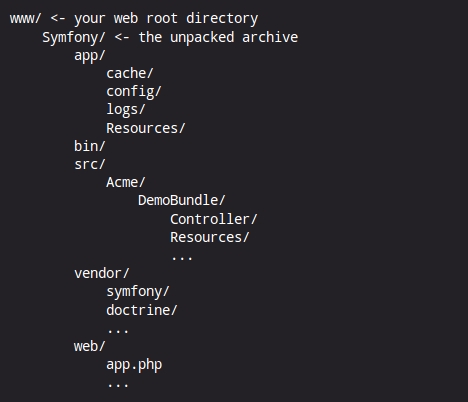 www/ <- your web root directory
    Symfony/ <- the unpacked archive
        app/
            cache/
            config/
            logs/
            Resources/
        bin/
        src/
            Acme/
                DemoBundle/
                    Controller/
                    Resources/
                    ...
        vendor/
            symfony/
            doctrine/
            ...
        web/
            app.php
            ...